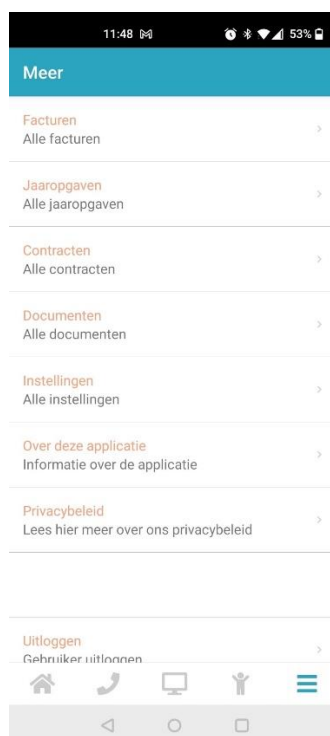 11:48 53%
Meer
Facturen
Alle facturen
Jaaropgaven
Alle jaaropgaven
Contracten
Alle contracten
Documenten
Alle documenten
Instellingen
Alle instellingen
Over deze applicatie
Informatie over de applicatie
Privacybeleid
Lees hier meer over ons privacybeleid
Uitloggen
Gebruiker uitloggen